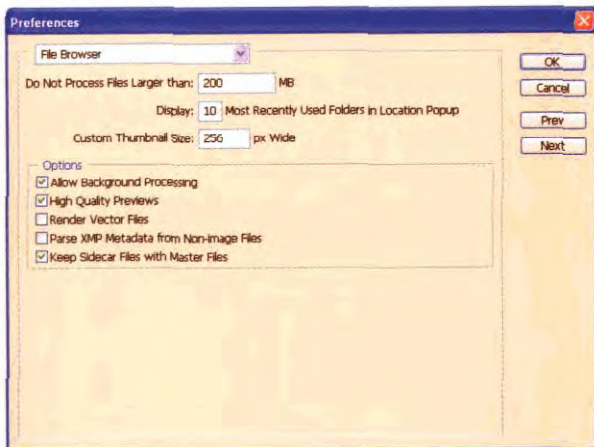 Preferences
File Browser
OK
Do Not Process Files Larger than: 200 MB
Cancel
Display: 10 Most Recently Used Folders in Location Popup
Prev
Custom Thumbnail Size: 256 px Wide
Next
Options
Allow Background Processing
High Quality Previews
Render Vector Files
Parse XMP Metadata from Non-image Files
Keep Sidecar Files with Master Files